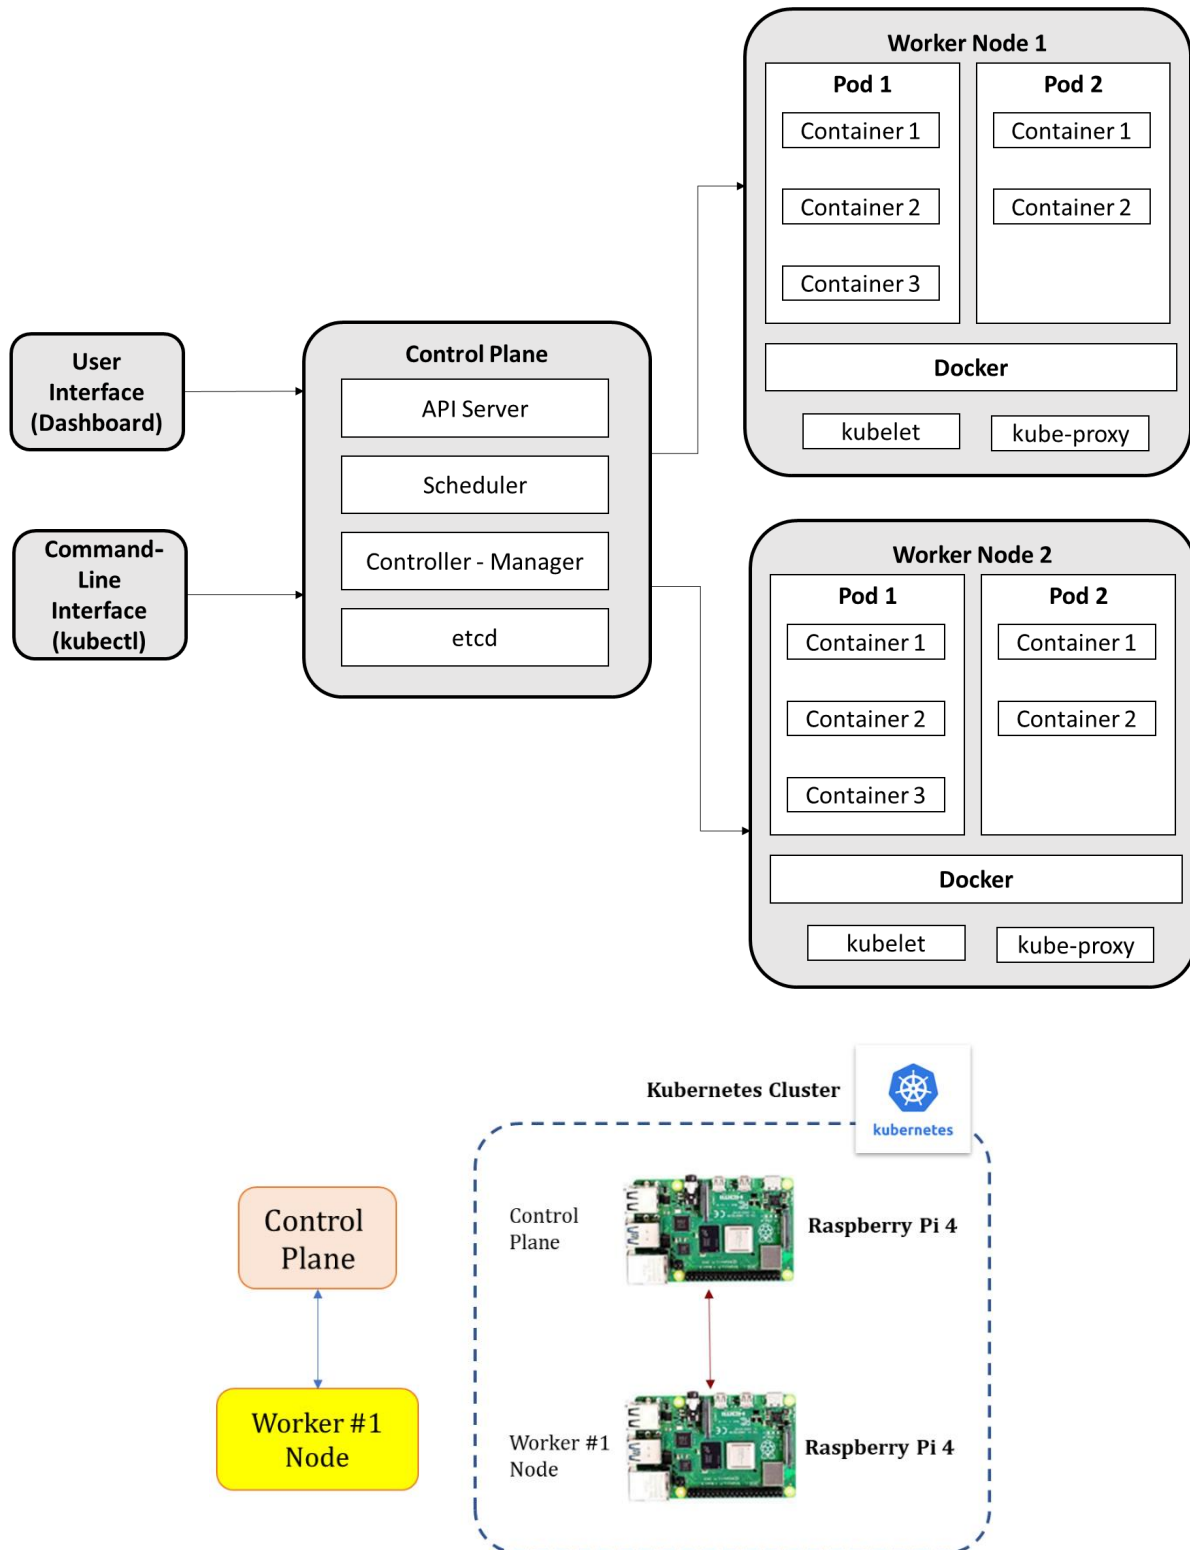 Worker Node 1
Pod 1
Container 1
Container 2
Container 3
Pod 2
Container 1
Container 2
Docker
kubelet
kube-proxy
User
Interface
(Dashboard)
Command-
Line
Interface
(kubectl)
Control Plane
API Server
Scheduler
Controller - Manager
etcd
Worker Node 2
Pod 1
Container 1
Container 2
Container 3
Pod 2
Container 1
Container 2
Docker
kubelet
kube-proxy
Kubernetes Cluster
kubernetes
Control
Plane
Worker #1
Node
Control
Plane
Raspberry Pi 4
Worker #1
Node
Raspberry Pi 4